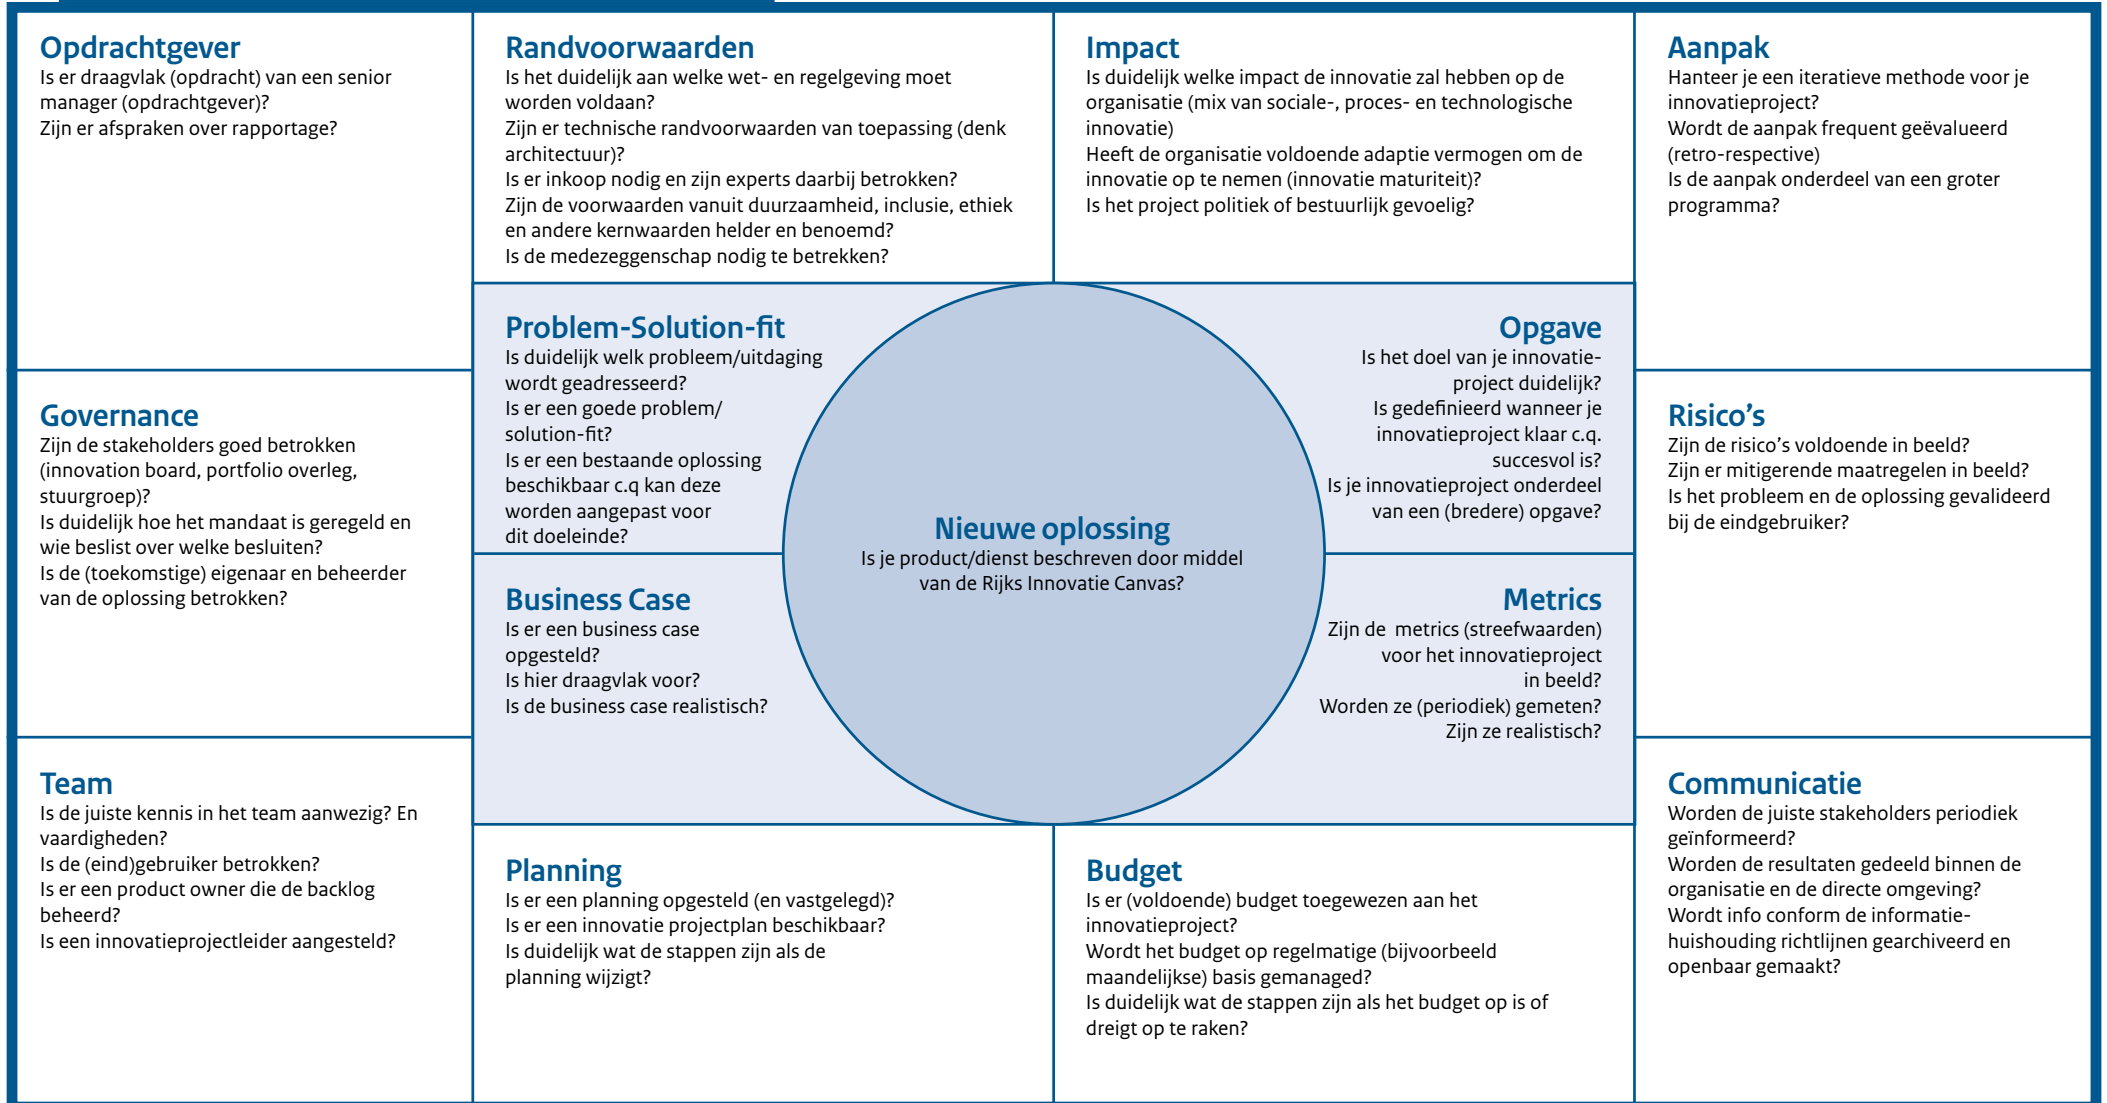 Opdrachtgever
Is er draagvlak (opdracht) van een senior
manager (opdrachtgever)?
Zijn er afspraken over rapportage?
Randvoorwaarden
Is het duidelijk aan welke wet- en regelgeving moet
worden voldaan?
Zijn er technische randvoorwaarden van toepassing (denk
architectuur)?
Is er inkoop nodig en zijn experts daarbij betrokken?
Zijn de voorwaarden vanuit duurzaamheid, inclusie, ethiek
en andere kernwaarden helder en benoemd?
Is de medezeggenschap nodig te betrekken?
Impact
Is duidelijk welke impact de innovatie zal hebben op de
organisatie (mix van sociale-, proces- en technologische
innovatie)
Heeft de organisatie voldoende adaptie vermogen om de
innovatie op te nemen (innovatie maturiteit)?
Is het project politiek of bestuurlijk gevoelig?
Aanpak
Hanteer je een iteratieve methode voor je
innovatieproject?
Wordt de aanpak frequent geëvalueerd
(retro-respective)
Is de aanpak onderdeel van een groter
programma?
Problem-Solution-fit
Is duidelijk welk probleem/uitdaging
wordt geadresseerd?
Is er een goede problem/
solution-fit?
Is er een bestaande oplossing
beschikbaar c.q kan deze
worden aangepast voor
dit doeleinde?
Opgave
Is het doel van je innovatie-
project duidelijk?
Is gedefinieerd wanneer je
innovatieproject klaar c.q.
succesvol is?
Is je innovatieproject onderdeel
van een (bredere) opgave?
Governance
Zijn de stakeholders goed betrokken
(innovation board, portfolio overleg,
stuurgroep)?
Is duidelijk hoe het mandaat is geregeld en
wie beslist over welke besluiten?
Is de (toekomstige) eigenaar en beheerder
van de oplossing betrokken?
Nieuwe oplossing
Is je product/dienst beschreven door middel
van de Rijks Innovatie Canvas?
Risico’s
Zijn de risico’s voldoende in beeld?
Zijn er mitigerende maatregelen in beeld?
Is het probleem en de oplossing gevalideerd
bij de eindgebruiker?
Business Case
Is er een business case
opgesteld?
Is hier draagvlak voor?
Is de business case realistisch?
Metrics
Zijn de metrics (streefwaarden)
voor het innovatieproject
in beeld?
Worden ze (periodiek) gemeten?
Zijn ze realistisch?
Team
Is de juiste kennis in het team aanwezig? En
vaardigheden?
Is de (eind)gebruiker betrokken?
Is er een product owner die de backlog
beheerd?
Is een innovatieprojectleider aangesteld?
Planning
Is er een planning opgesteld (en vastgelegd)?
Is er een innovatie projectplan beschikbaar?
Is duidelijk wat de stappen zijn als de
planning wijzigt?
Budget
Is er (voldoende) budget toegewezen aan het
innovatieproject?
Wordt het budget op regelmatige (bijvoorbeeld
maandelijkse) basis gemanaged?
Is duidelijk wat de stappen zijn als het budget op is of
dreigt op te raken?
Communicatie
Worden de juiste stakeholders periodiek
geïnformeerd?
Worden de resultaten gedeeld binnen de
organisatie en de directe omgeving?
Wordt info conform de informatie-
huishouding richtlijnen gearchiveerd en
openbaar gemaakt?